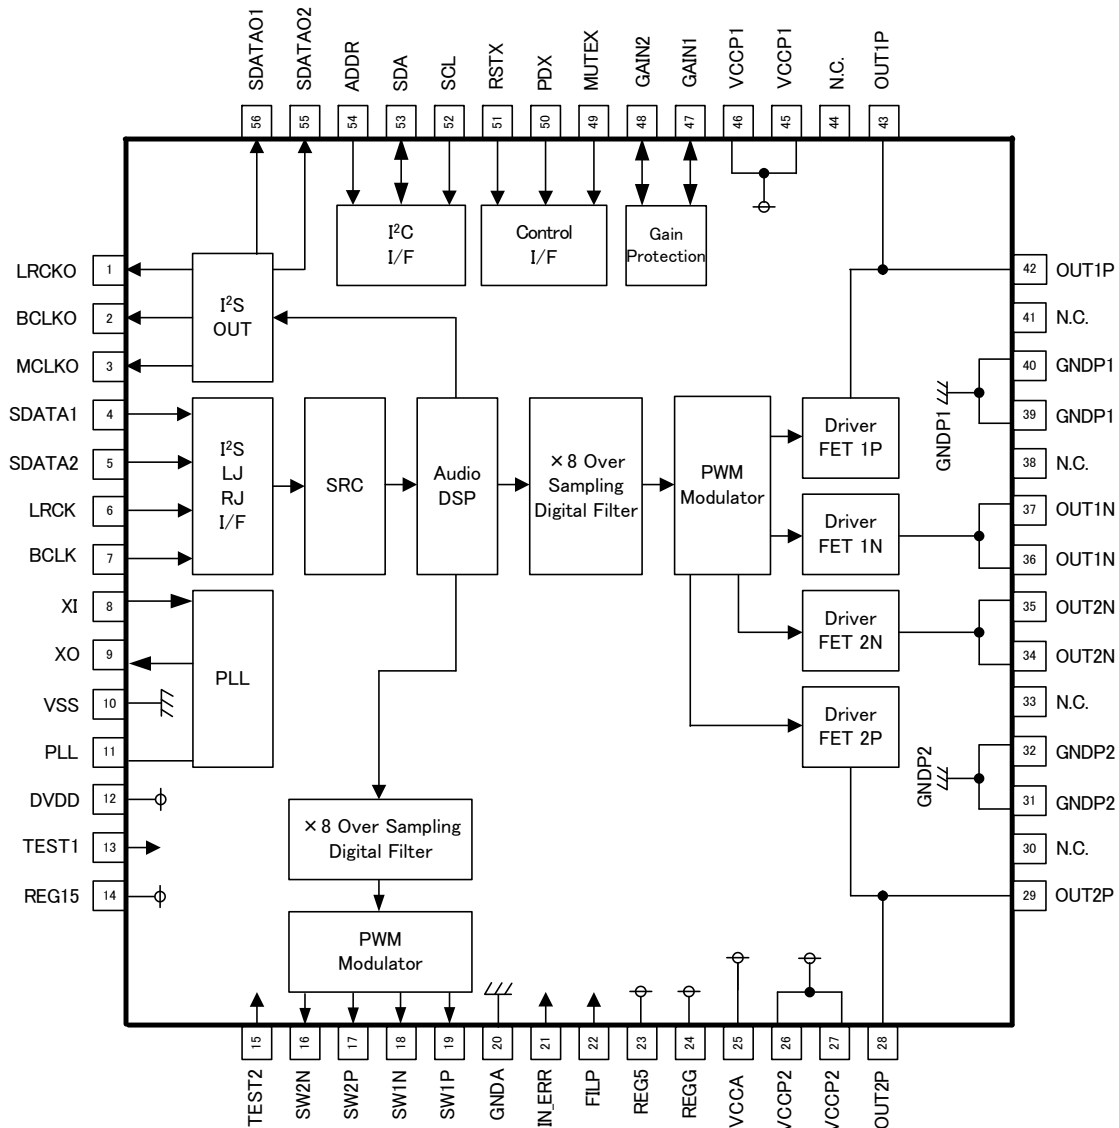 SDATAO1
SDATAO2
ADDR
SDA
SCL
RSTX
PDX
MUTEX
GAIN2
GAIN1
VCCP1
VCCP1
N.C.
OUT1P
56
55
54
53
52
51
50
49
48
47
46
45
44
43
I²C
I/F
Control
I/F
Gain
Protection
LRCKO
1
BCLKO
2
MCLKO
3
SDATA1
4
SDATA2
5
LRCK
6
BCLK
7
XI
8
XO
9
VSS
10
PLL
11
DVDD
12
TEST1
13
REG15
14
I²S
OUT
I²S
LJ
RJ
I/F
SRC
Audio
DSP
×8 Over
Sampling
Digital Filter
PWM
Modulator
Driver
FET 1P
Driver
FET 1N
Driver
FET 2N
Driver
FET 2P
PLL
×8 Over Sampling
Digital Filter
PWM
Modulator
GNDP1
GNDP2
42
OUT1P
41
N.C.
40
GNDP1
39
GNDP1
38
N.C.
37
OUT1N
36
OUT1N
35
OUT2N
34
OUT2N
33
N.C.
32
GNDP2
31
GNDP2
30
N.C.
29
OUT2P
15
16
17
18
19
20
21
22
23
24
25
26
27
28
TEST2
SW2N
SW2P
SW1N
SW1P
GNDA
IN_ERR
FILP
REG5
REGG
VCCA
VCCP2
VCCP2
OUT2P